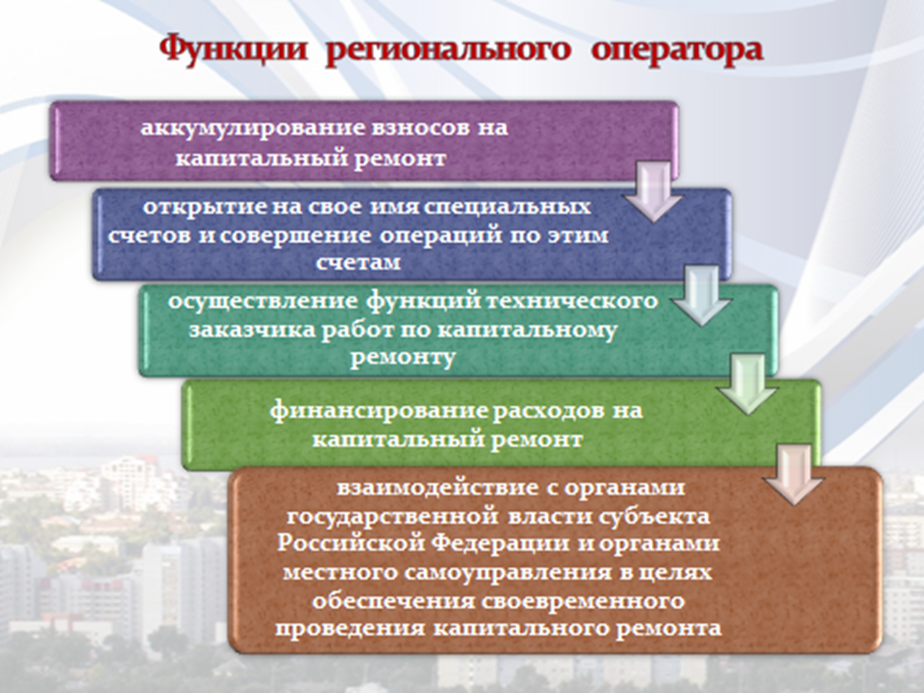 Функции регионального оператора
аккумулирование взносов на
капитальный ремонт
открытие на свое имя специальных
счетов и совершение операций по этим
счетам
осуществление функций технического
заказчика работ по капитальному
ремонту
финансирование расходов на
капитальный ремонт
взаимодействие с органами
государственной власти субъекта
Российской Федерации и органами
местного самоуправления в целях
обеспечения своевременного
проведения капитального ремонта